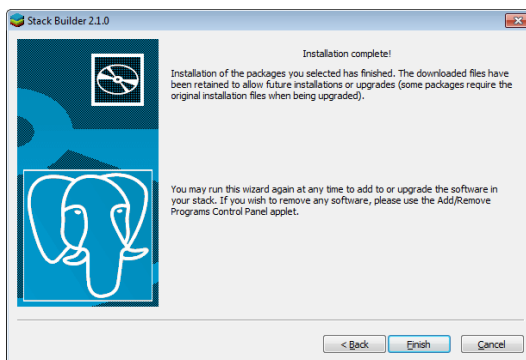 Stack Builder 2.1.0
Installation complete!
Installation of the packages you selected has finished. The downloaded files have
been retained to allow future installations or upgrades (some packages require the
original installation files when being upgraded).
You may run this wizard again at any time to add to or upgrade the software in
your stack. If you wish to remove any software, please use the Add/Remove
Programs Control Panel applet.
< Back
Finish
Cancel